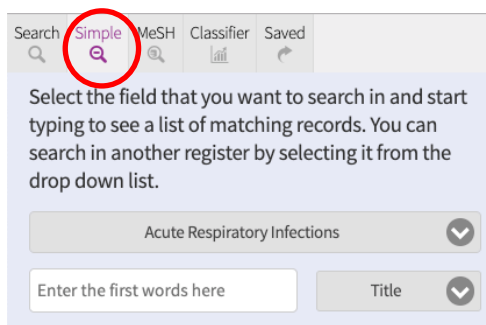 Search Simple MeSH Classifier Saved
Select the field that you want to search in and start
typing to see a list of matching records. You can
search in another register by selecting it from the
drop down list.
Acute Respiratory Infections
Enter the first words here Title